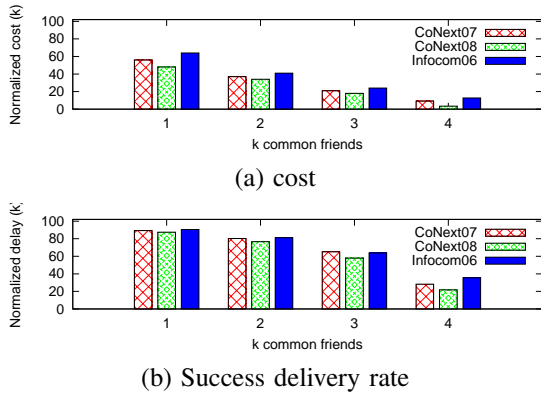 Normalized cost (k)
100
80
60
40
20
0
CoNext07
CoNext08
Infocom06
1 2 3 4
k common friends
(a) cost
Normalized delay (k)
100
80
60
40
20
0
CoNext07
CoNext08
Infocom06
1 2 3 4
k common friends
(b) Success delivery rate